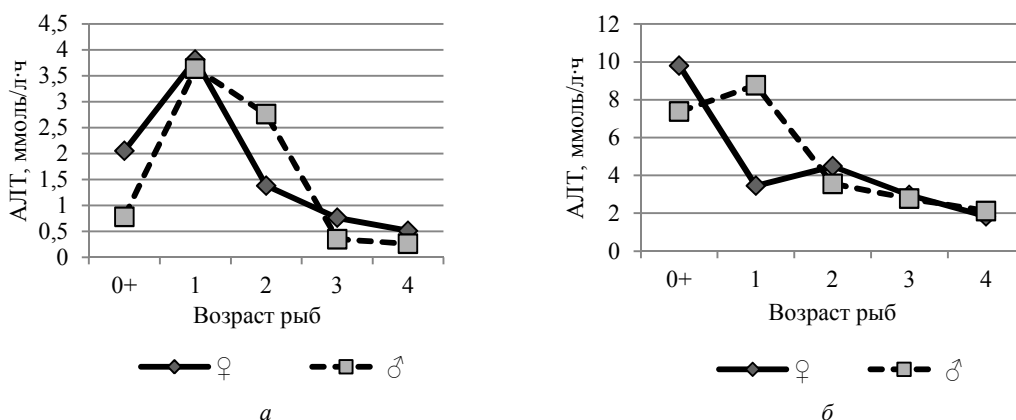 АЛТ, ммоль/л·ч
4,5
4
3,5
3
2,5
2
1,5
1
0,5
0
0+ 1 2 3 4
Возраст рыб
♀ ♂
а
АЛТ, ммоль/л·ч
12
10
8
6
4
2
0
0+ 1 2 3 4
Возраст рыб
♀ ♂
б